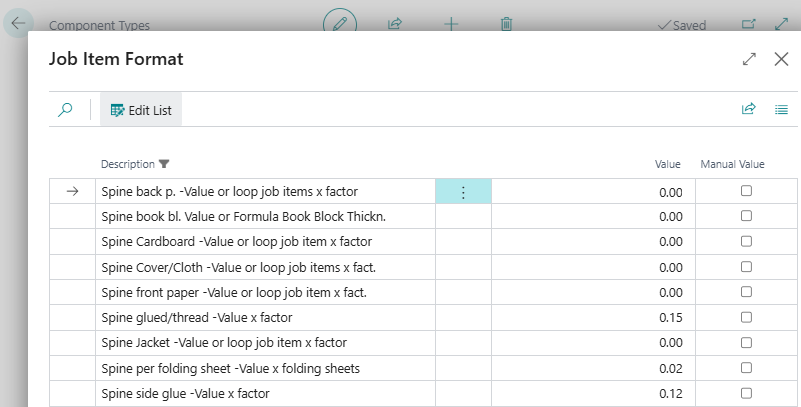 Component Types
Saved
Job Item Format
Edit List
Description Value Manual Value
Spine back p. -Value or loop job items x factor 0.00
Spine book bl. Value or Formula Book Block Thickn. 0.00
Spine Cardboard -Value or loop job item x factor 0.00
Spine Cover/Cloth -Value or loop job items x fact. 0.00
Spine front paper -Value or loop job item x fact. 0.00
Spine glued/thread -Value x factor 0.15
Spine Jacket -Value or loop job item x factor 0.00
Spine per folding sheet -Value x folding sheets 0.02
Spine side glue -Value x factor 0.12